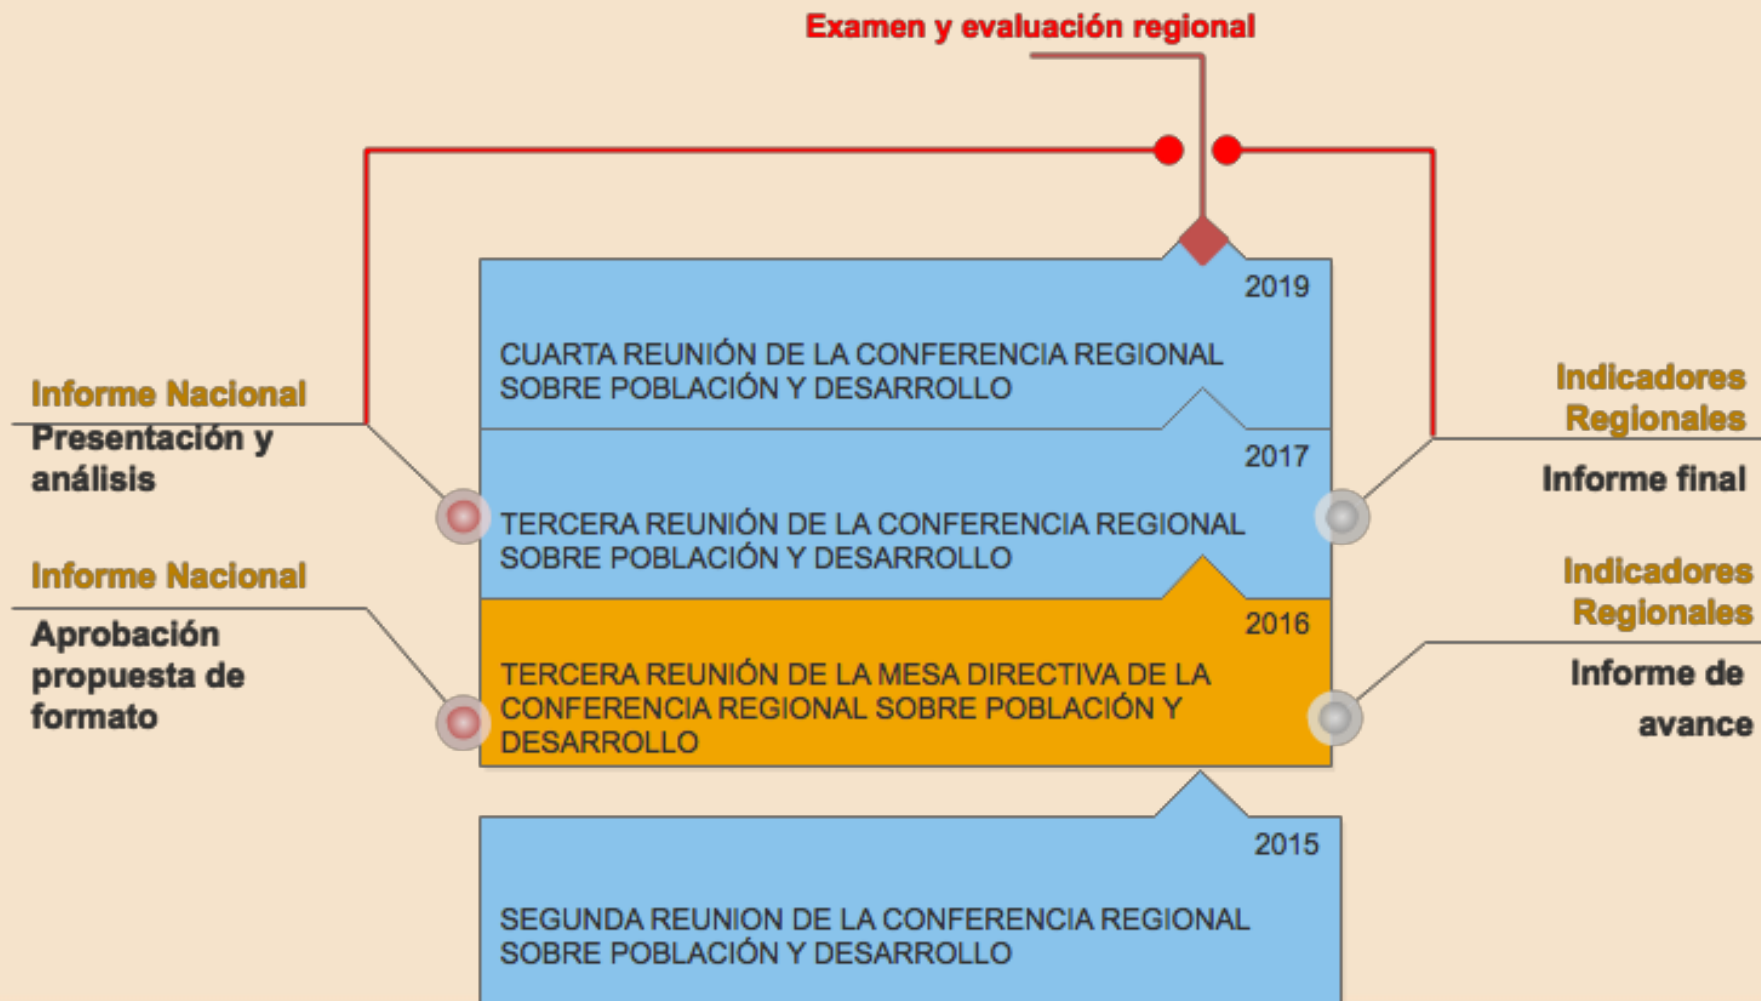 Examen y evaluación regional
2019
CUARTA REUNIÓN DE LA CONFERENCIA REGIONAL
SOBRE POBLACIÓN Y DESARROLLO
Informe Nacional
Presentación y
análisis
Indicadores
Regionales
Informe final
2017
TERCERA REUNIÓN DE LA CONFERENCIA REGIONAL
SOBRE POBLACIÓN Y DESARROLLO
Informe Nacional
Aprobación
propuesta de
formato
Indicadores
Regionales
Informe de
avance
2016
TERCERA REUNIÓN DE LA MESA DIRECTIVA DE LA
CONFERENCIA REGIONAL SOBRE POBLACIÓN Y
DESARROLLO
2015
SEGUNDA REUNION DE LA CONFERENCIA REGIONAL
SOBRE POBLACIÓN Y DESARROLLO